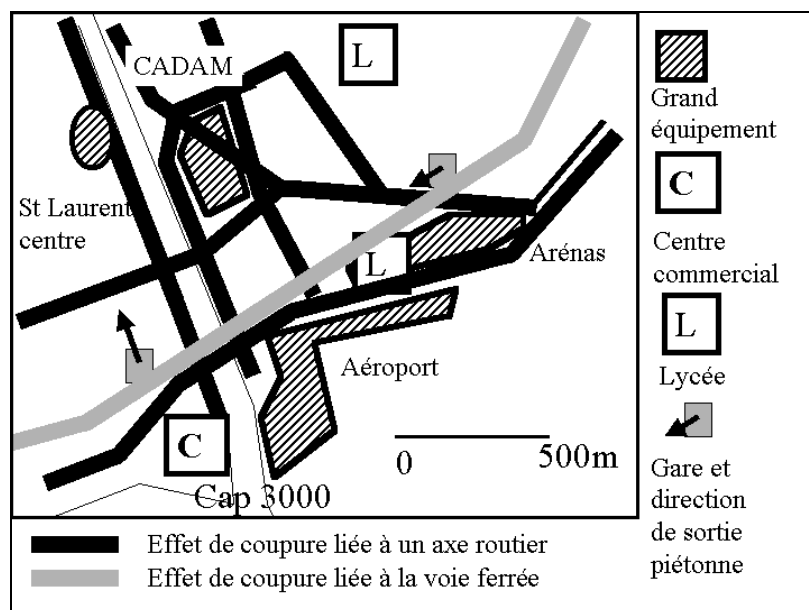 L
CADAM
St Laurent
centre
L
Arénas
Aéroport
C
Cap 3000
0
500m
Grand
équipement
C
Centre
commercial
L
Lycée
Gare et
direction
de sortie
piétonne
Effet de coupure liée à un axe routier
Effet de coupure liée à la voie ferrée